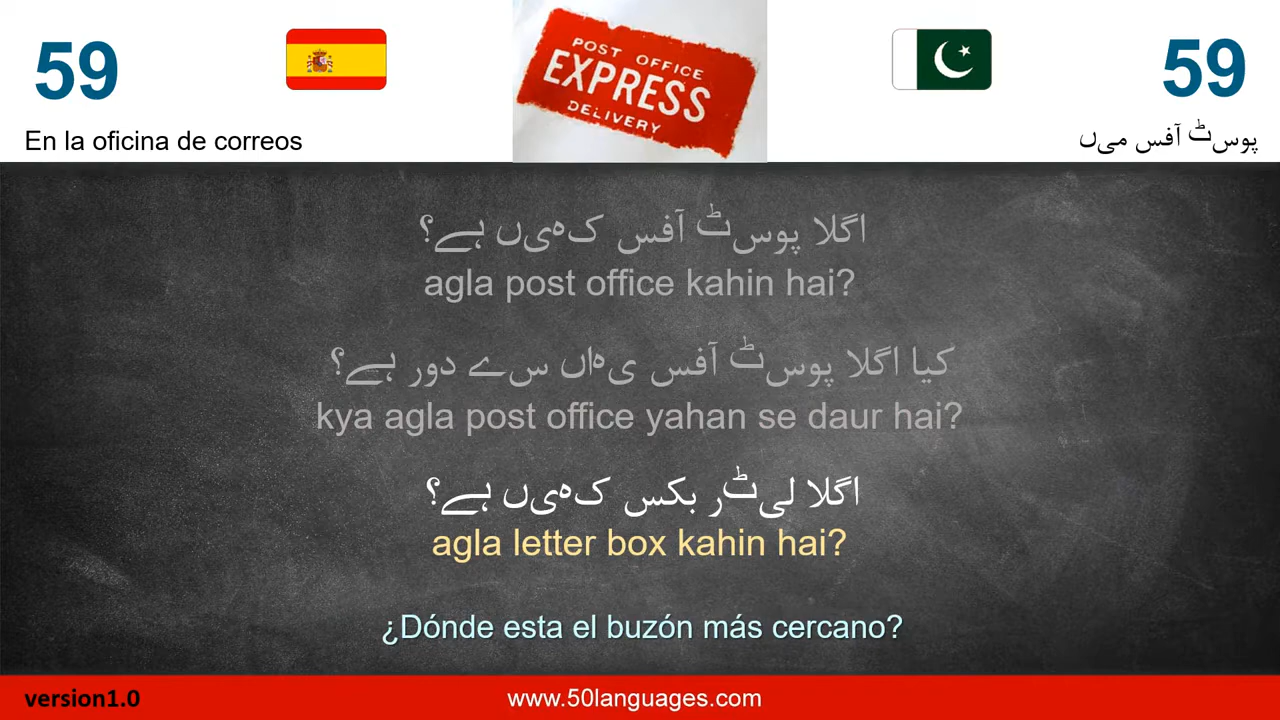 59
59
En la oficina de correos
POST OFFICE
EXPRESS
DELIVERY
پوسٹ آفس میں
اگلا پوسٹ آفس کہیں ہے؟
agla post office kahin hai?
کیا اگلا پوسٹ آفس یہاں سے دور ہے؟
kya agla post office yahan se daur hai?
اگلا لیٹر بکس کہیں ہے؟
agla letter box kahin hai?
¿Dónde esta el buzón más cercano?
version1.0
www.50languages.com